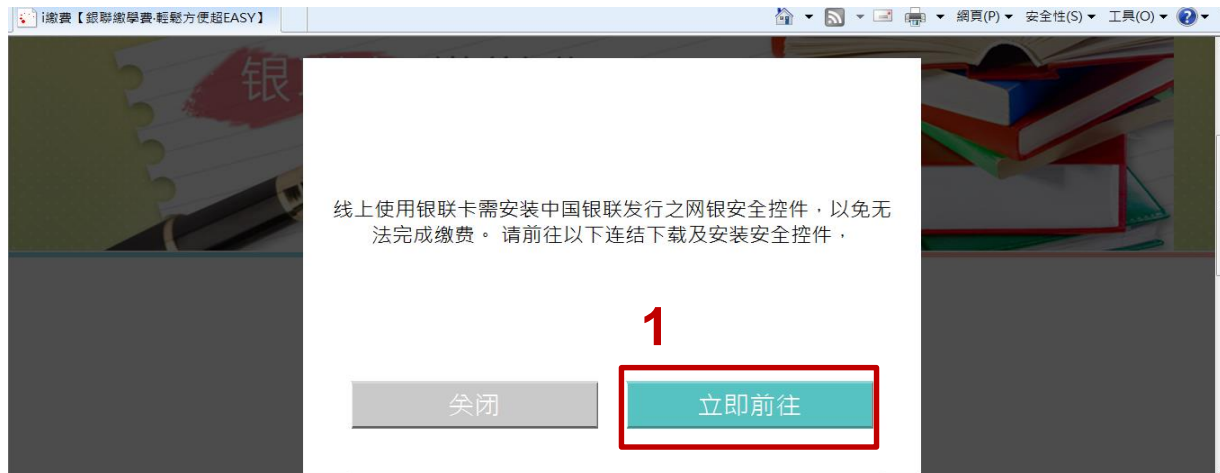 i繳費【銀聯繳學費·輕鬆方便超EASY】
網頁(P) 安全性(S) 工具(O)
银
线上使用银联卡需安装中国银联发行之网银安全控件，以免无
法完成缴费。 请前往以下连结下载及安装安全控件，
1
关闭 立即前往